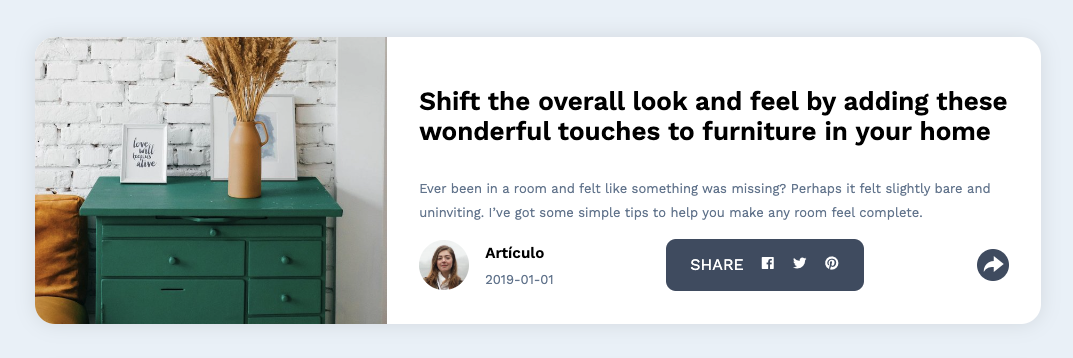 love
will
keep us
alive
Shift the overall look and feel by adding these
wonderful touches to furniture in your home
Ever been in a room and felt like something was missing? Perhaps it felt slightly bare and
uninviting. I’ve got some simple tips to help you make any room feel complete.
Artículo
2019-01-01
SHARE